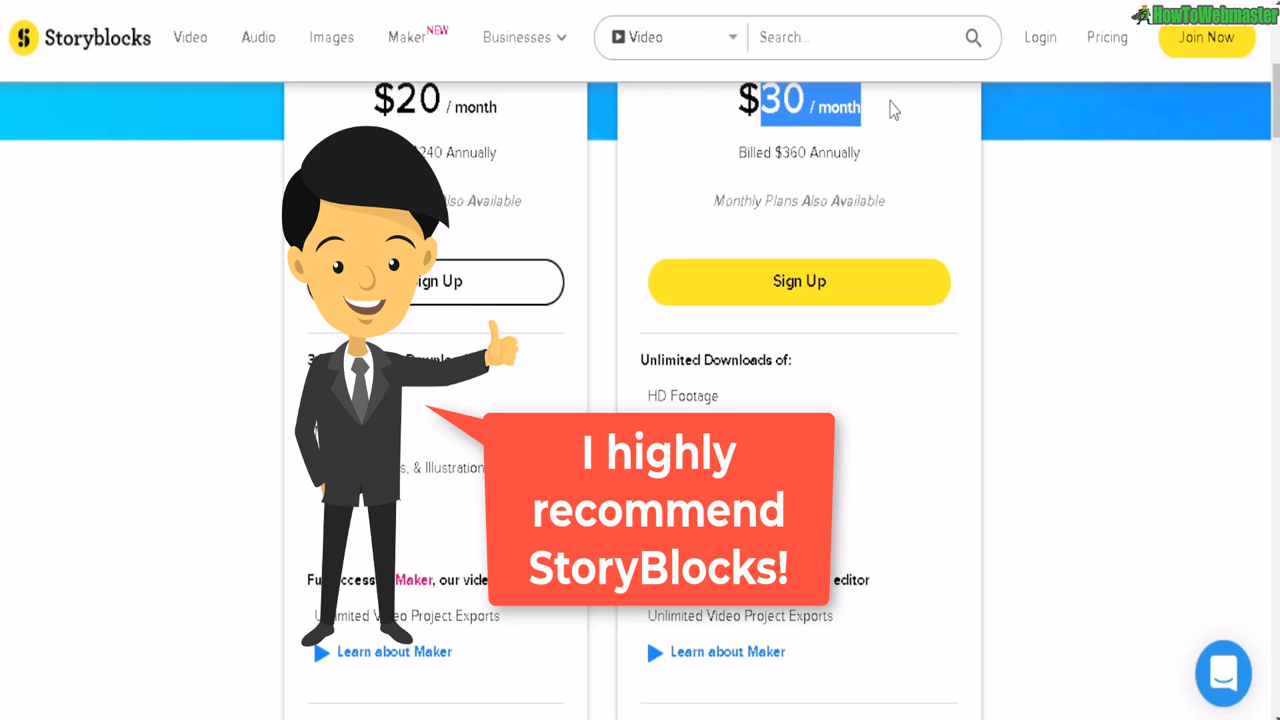 HowToWebmaster
Storyblocks
Video
Audio
Images
Maker NEW
Businesses
Video
Search...
Login
Pricing
Join Now
$20 / month
$30 / month
240 Annually
Billed $360 Annually
lso Available
Monthly Plans Also Available
ign Up
Sign Up
Unlimited Downloads of:
HD Footage
s, & Illustration
I highly
recommend
StoryBlocks!
Maker, our vide
editor
Unlimited Video Project Exports
Unlimited Video Project Exports
Learn about Maker
Learn about Maker